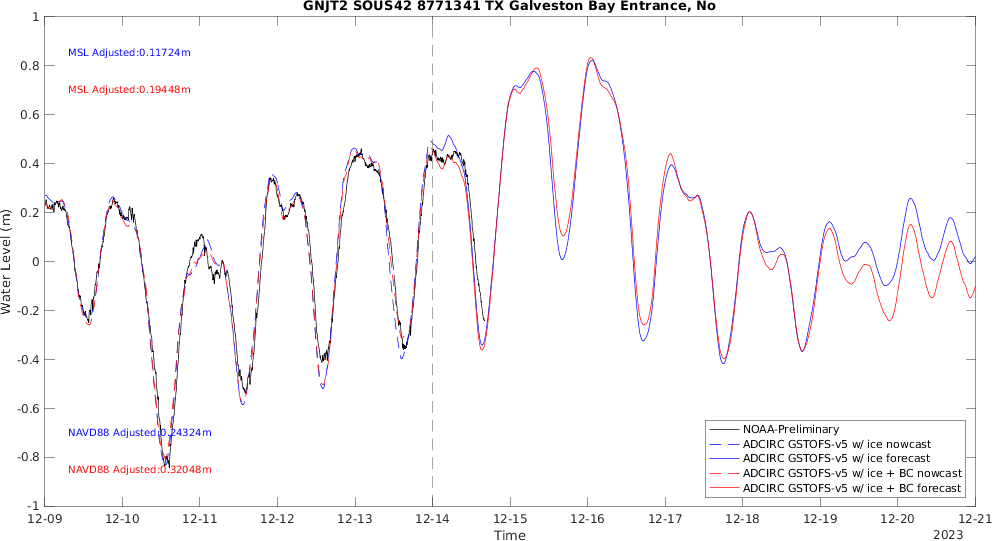 GNJT2 SOUS42 8771341 TX Galveston Bay Entrance, No
Water Level (m)
1
0.8
0.6
0.4
0.2
0
-0.2
-0.4
-0.6
-0.8
-1
MSL Adjusted:0.11724m
MSL Adjusted:0.19448m
NAVD88 Adjusted:0.24324m
NAVD88 Adjusted:0.32048m
NOAA-Preliminary
ADCIRC GSTOFS-v5 w/ ice nowcast
ADCIRC GSTOFS-v5 w/ ice forecast
ADCIRC GSTOFS-v5 w/ ice + BC nowcast
ADCIRC GSTOFS-v5 w/ ice + BC forecast
12-09 12-10 12-11 12-12 12-13 12-14 12-15 12-16 12-17 12-18 12-19 12-20 12-21
Time
2023